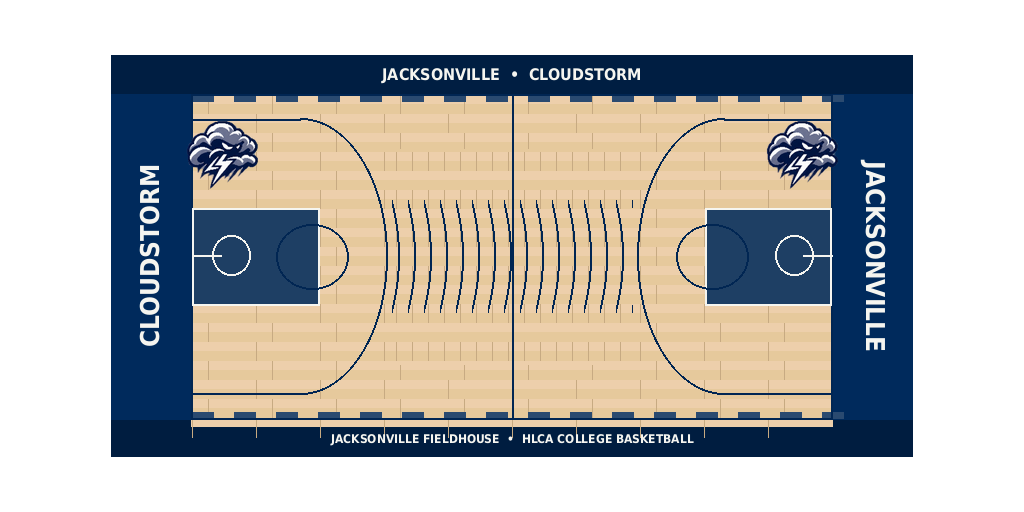 JACKSONVILLE • CLOUDSTORM
CLOUDSTORM
JACKSONVILLE
JACKSONVILLE FIELDHOUSE • HLCA COLLEGE BASKETBALL